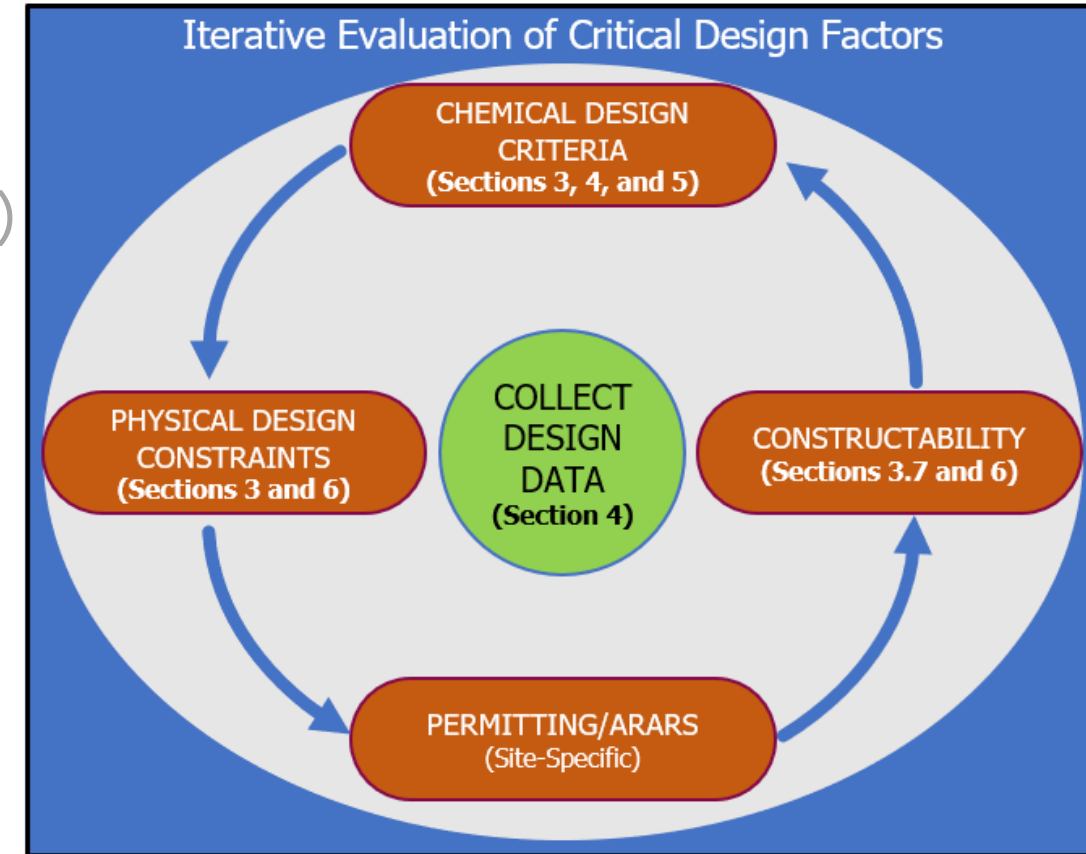 Iterative Evaluation of Critical Design Factors
CHEMICAL DESIGN
CRITERIA
(Sections 3, 4, and 5)
PHYSICAL DESIGN
CONSTRAINTS
(Sections 3 and 6)
COLLECT
DESIGN
DATA
(Section 4)
CONSTRUCTABILITY
(Sections 3.7 and 6)
PERMITTING/ARARS
(Site-Specific)